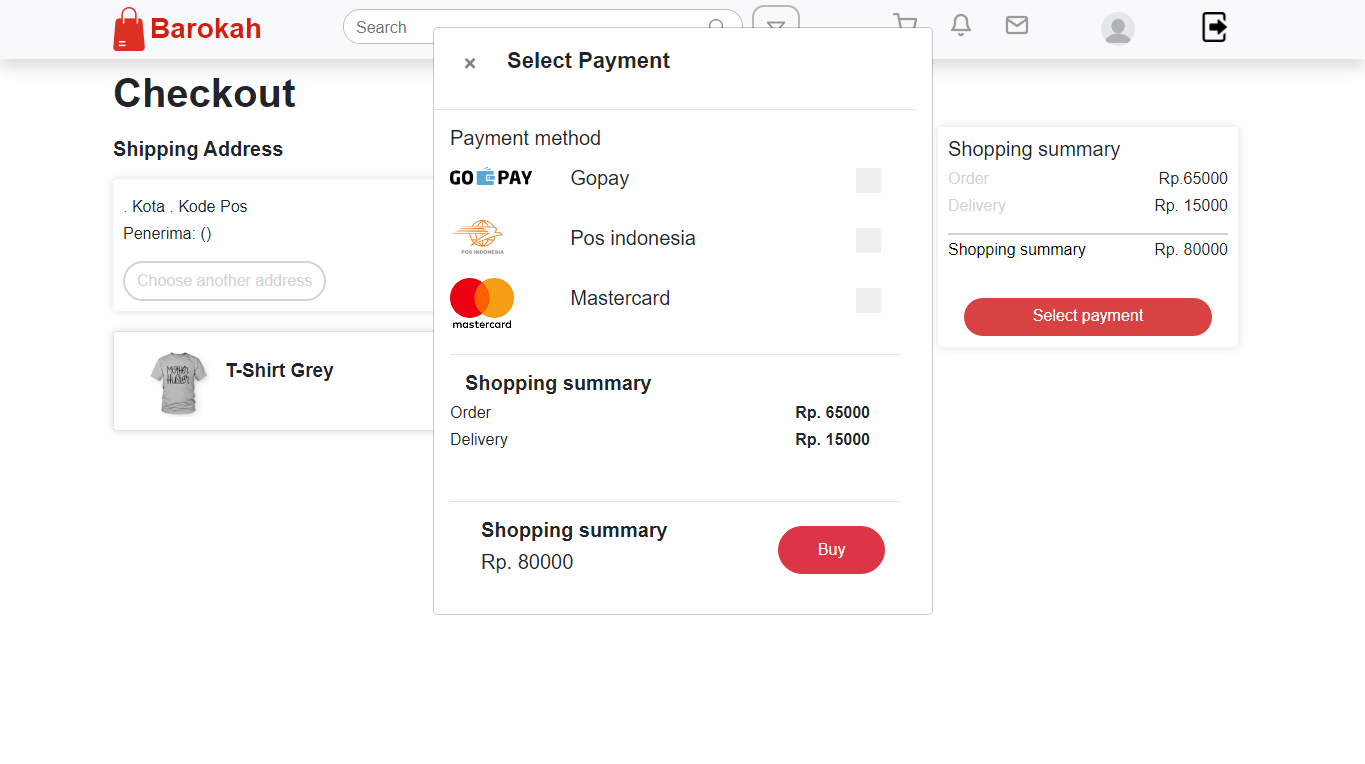 Barokah
Search
Checkout
Shipping Address
. Kota . Kode Pos
Penerima: ()
Choose another address
MOTHER
HUSTLER
T-Shirt Grey
× Select Payment
Payment method
GO PAY Gopay
POS INDONESIA Pos indonesia
mastercard Mastercard
Shopping summary
Order Rp. 65000
Delivery Rp. 15000
Shopping summary
Rp. 80000
Buy
Shopping summary
Order Rp.65000
Delivery Rp. 15000
Shopping summary Rp. 80000
Select payment